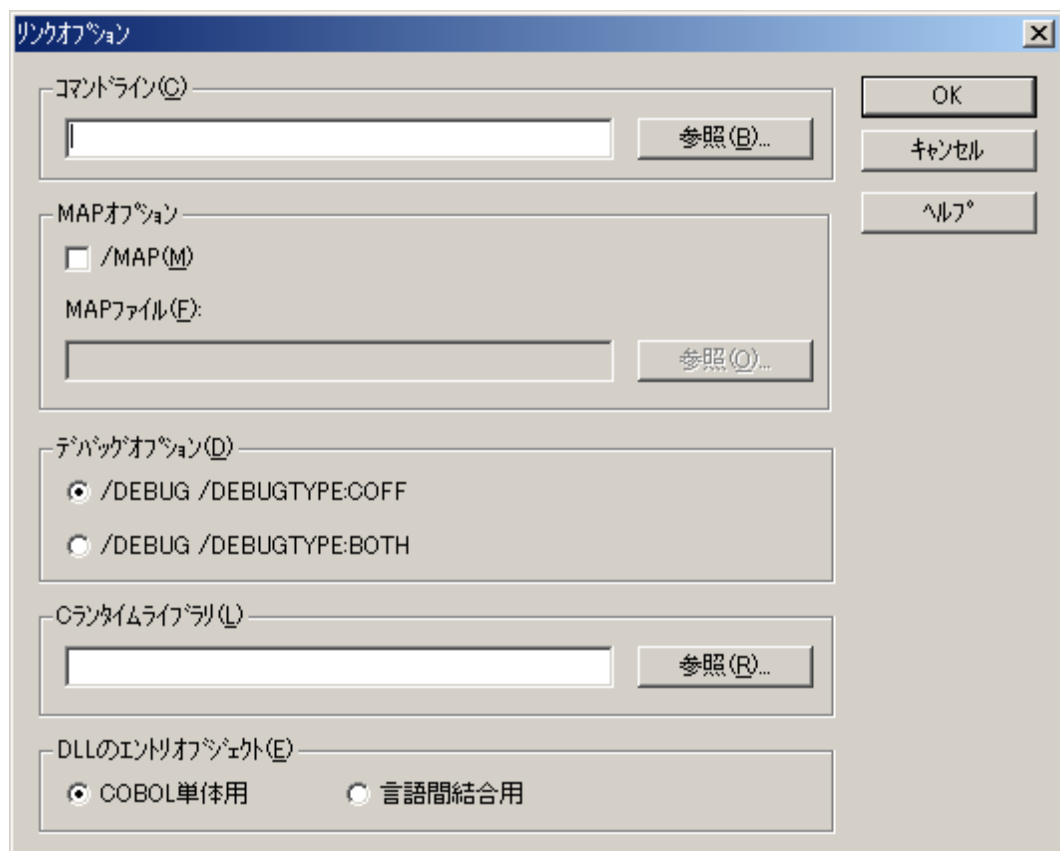 リンクオプション
コマンドライン(C)
参照(B)...
OK
キャンセル
ヘルプ
MAPオプション
/MAP(M)
MAPファイル(F):
参照(O)...
デバッグオプション(D)
/DEBUG /DEBUGTYPE:COFF
/DEBUG /DEBUGTYPE:BOTH
Cランタイムライブラリ(L)
参照(R)...
DLLのエントリオブジェクト(E)
COBOL単体用
言語間結合用